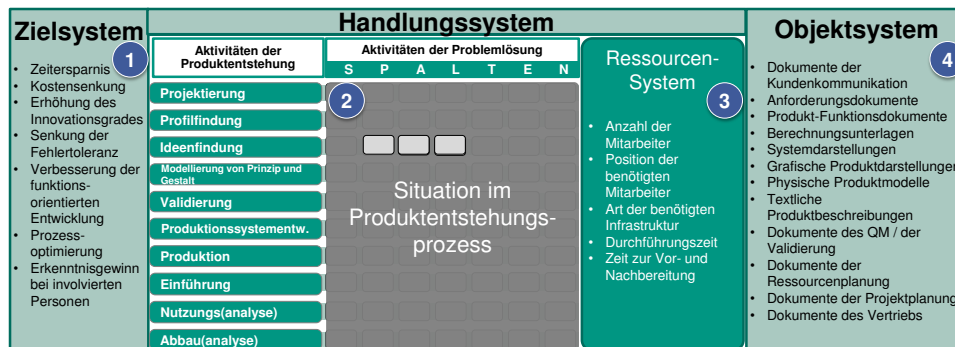 Zielsystem
1
• Zeitersparnis
• Kostensenkung
• Erhöhung des
Innovationsgrades
• Senkung der
Fehlertoleranz
• Verbesserung der
funktions-
orientierten
Entwicklung
• Prozess-
optimierung
• Erkenntnisgewinn
bei involvierten
Personen
Handlungssystem
Aktivitäten der
Produktentstehung
Aktivitäten der Problemlösung
S P A L T E N
Projektierung
Profilfindung
Ideenfindung
Modellierung von Prinzip und
Gestalt
Validierung
Produktionssystementw.
Produktion
Einführung
Nutzungs(analyse)
Abbau(analyse)
2
Situation im
Produktentstehungs-
prozess
Ressourcen-
System
3
• Anzahl der
Mitarbeiter
• Position der
benötigten
Mitarbeiter
• Art der benötigten
Infrastruktur
• Durchführungszeit
• Zeit zur Vor- und
Nachbereitung
Objektsystem
4
• Dokumente der
Kundenkommunikation
• Anforderungsdokumente
• Produkt-Funktionsdokumente
• Berechnungsunterlagen
• Systemdarstellungen
• Grafische Produktdarstellungen
• Physische Produktmodelle
• Textliche
Produktbeschreibungen
• Dokumente des QM / der
Validierung
• Dokumente der
Ressourcenplanung
• Dokumente der Projektplanung
• Dokumente des Vertriebs